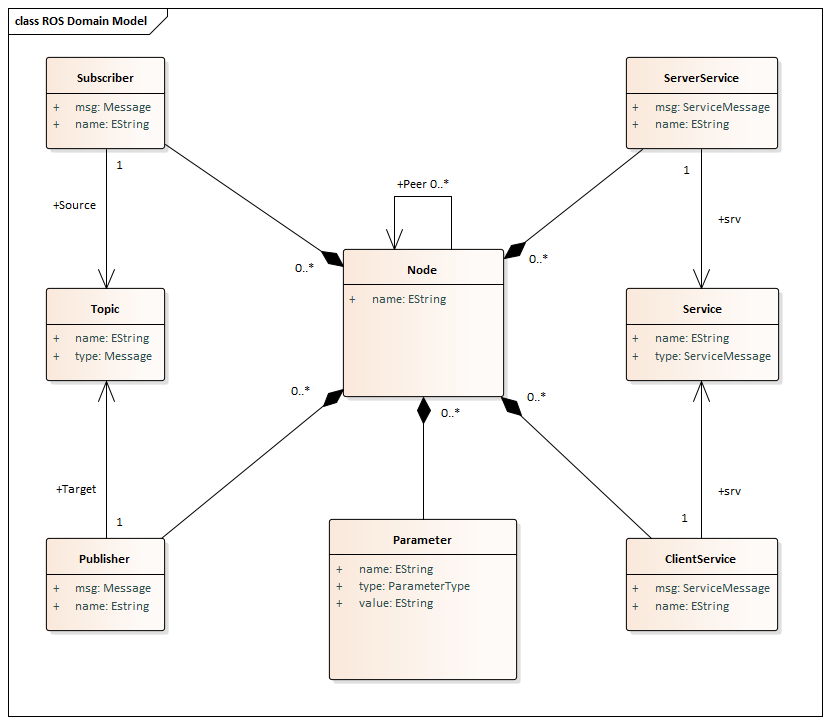 class ROS Domain Model
Subscriber
+ msg: Message
+ name: EString
ServerService
+ msg: ServiceMessage
+ name: EString
1
+Source
0..*
+Peer 0..*
0..*
1
+srv
Node
+ name: EString
Topic
+ name: EString
+ type: Message
Service
+ name: EString
+ type: ServiceMessage
0..*
0..*
0..*
+Target
1
+srv
1
Publisher
+ msg: Message
+ name: Estring
Parameter
+ name: EString
+ type: ParameterType
+ value: EString
ClientService
+ msg: ServiceMessage
+ name: EString